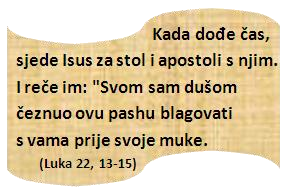 Kada dođe čas,
sjede Isus za stol i apostoli s njim.
I reče im: "Svom sam dušom
čeznuo ovu pashu blagovati
s vama prije svoje muke.
(Luka 22, 13-15)